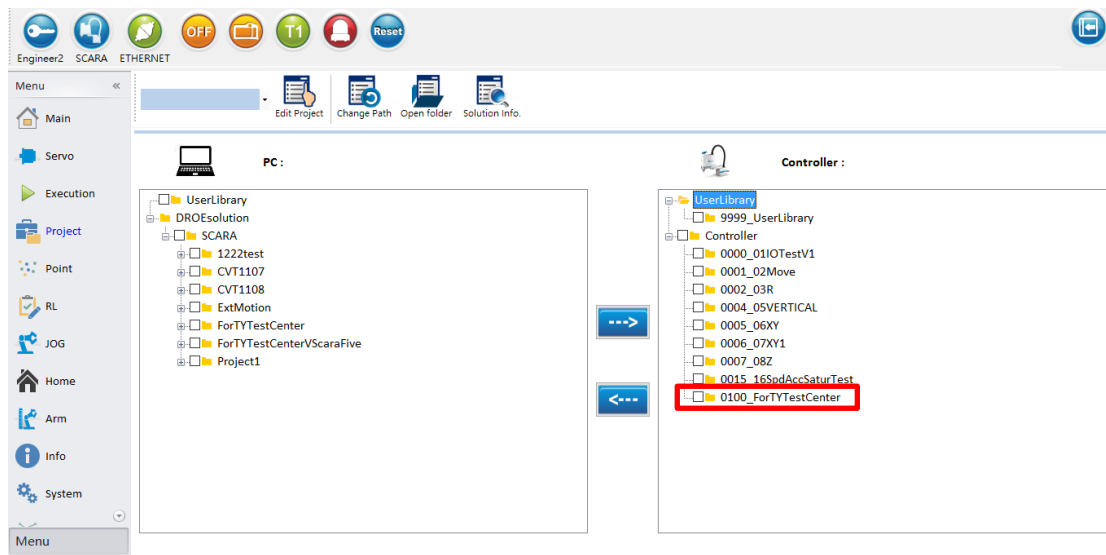 OFF T1 Reset
Engineer2 SCARA ETHERNET
Menu «
Main
Servo
Execution
Project
Point
RL
JOG
Home
Arm
Info
System
Menu
Edit Project Change Path Open folder Solution Info.
PC :
UserLibrary
DROEsolution
SCARA
1222test
CVT1107
CVT1108
ExtMotion
ForTYTestCenter
ForTYTestCenterVScaraFive
Project1
--->
<---
Controller :
UserLibrary
9999_UserLibrary
Controller
0000_01IOTestV1
0001_02Move
0002_03R
0004_05VERTICAL
0005_06XY
0006_07XY1
0007_08Z
0015_16SpdAccSaturTest
0100_ForTYTestCenter